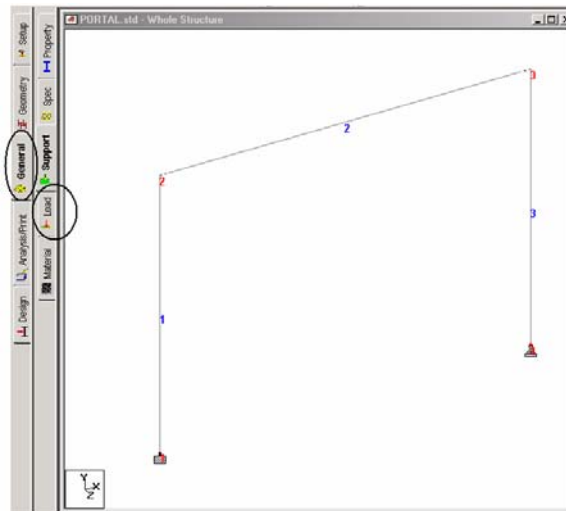 PORTAL.std - Whole Structure
Setup
Geometry
General
Analysis/Print
Design
Property
Spec
Support
Load
Material
3
2
2
3
1
Y
X
Z